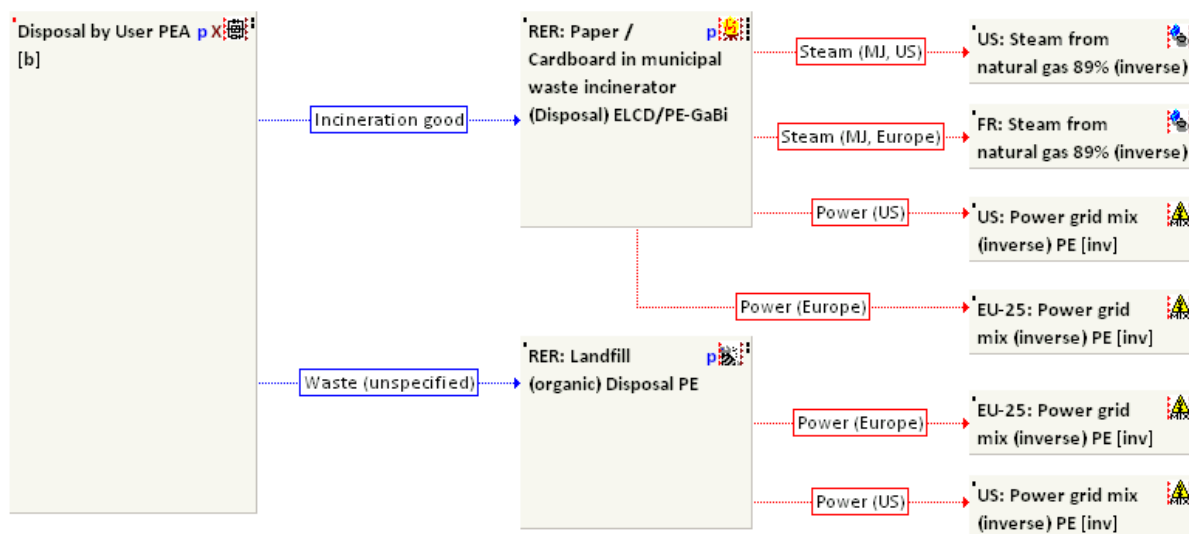 Disposal by User PEA p X
[b]
Incineration good
Waste (unspecified)
RER: Paper / p
Cardboard in municipal
waste incinerator
(Disposal) ELCD/PE-GaBi
RER: Landfill p
(organic) Disposal PE
Steam (MJ, US)
Steam (MJ, Europe)
Power (US)
Power (Europe)
Power (Europe)
Power (US)
US: Steam from
natural gas 89% (inverse)
FR: Steam from
natural gas 89% (inverse)
US: Power grid mix
(inverse) PE [inv]
EU-25: Power grid
mix (inverse) PE [inv]
EU-25: Power grid
mix (inverse) PE [inv]
US: Power grid mix
(inverse) PE [inv]